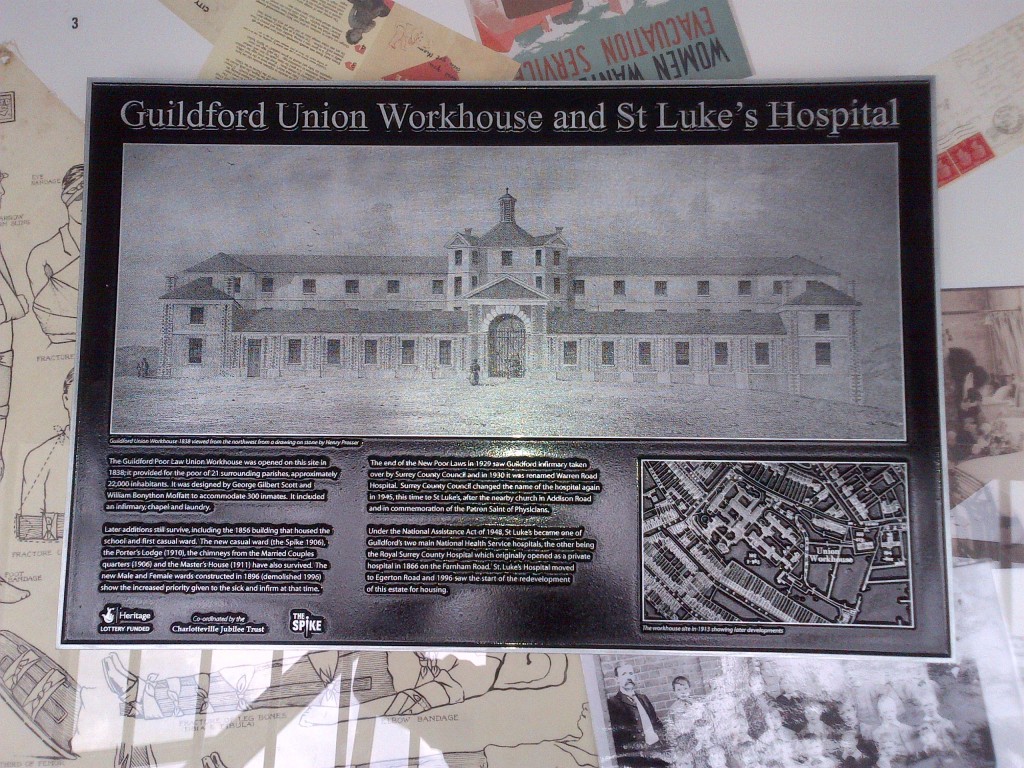 3
WOMEN WANT
EVACUATION SERVICE
Guildford Union Workhouse and St Luke's Hospital
Guildford Union Workhouse 1838 viewed from the northwest from a drawing on stone by Henry Prosser
The Guildford Poor Law Union Workhouse was opened on this site in
1838; it provided for the poor of 21 surrounding parishes, approximately
22,000 inhabitants. It was designed by George Gilbert Scott and
William Bonython Moffatt to accommodate 300 inmates. It included
an infirmary, chapel and laundry.
Later additions still survive, including the 1856 building that housed the
school and first casual ward. The new casual ward (the Spike 1906),
the Porter's Lodge (1910), the chimneys from the Married Couples
quarters (1906) and the Master's House (1911) have also survived. The
new Male and Female wards constructed in 1896 (demolished 1996)
show the increased priority given to the sick and infirm at that time.
The end of the New Poor Laws in 1929 saw Guildford infirmary taken
over by Surrey County Council and in 1930 it was renamed Warren Road
Hospital. Surrey County Council changed the name of the hospital again
in 1945, this time to St Luke's, after the nearby church in Addison Road
and in commemoration of the Patron Saint of Physicians.
Under the National Assistance Act of 1948, St Luke's became one of
Guildford's two main National Health Service hospitals, the other being
the Royal Surrey County Hospital which originally opened as a private
hospital in 1866 on the Farnham Road. St. Luke's Hospital moved
to Egerton Road and 1996 saw the start of the redevelopment
of this estate for housing.
Union
Workhouse
The workhouse site in 1913 showing later developments
Heritage
LOTTERY FUNDED
Co-ordinated by the
Charlotteville Jubilee Trust
THE
SPIKE
EYE
BANDAGE
FRACTURE
FRACTURE
FOOT
BANDAGE
ELBOW BANDAGE